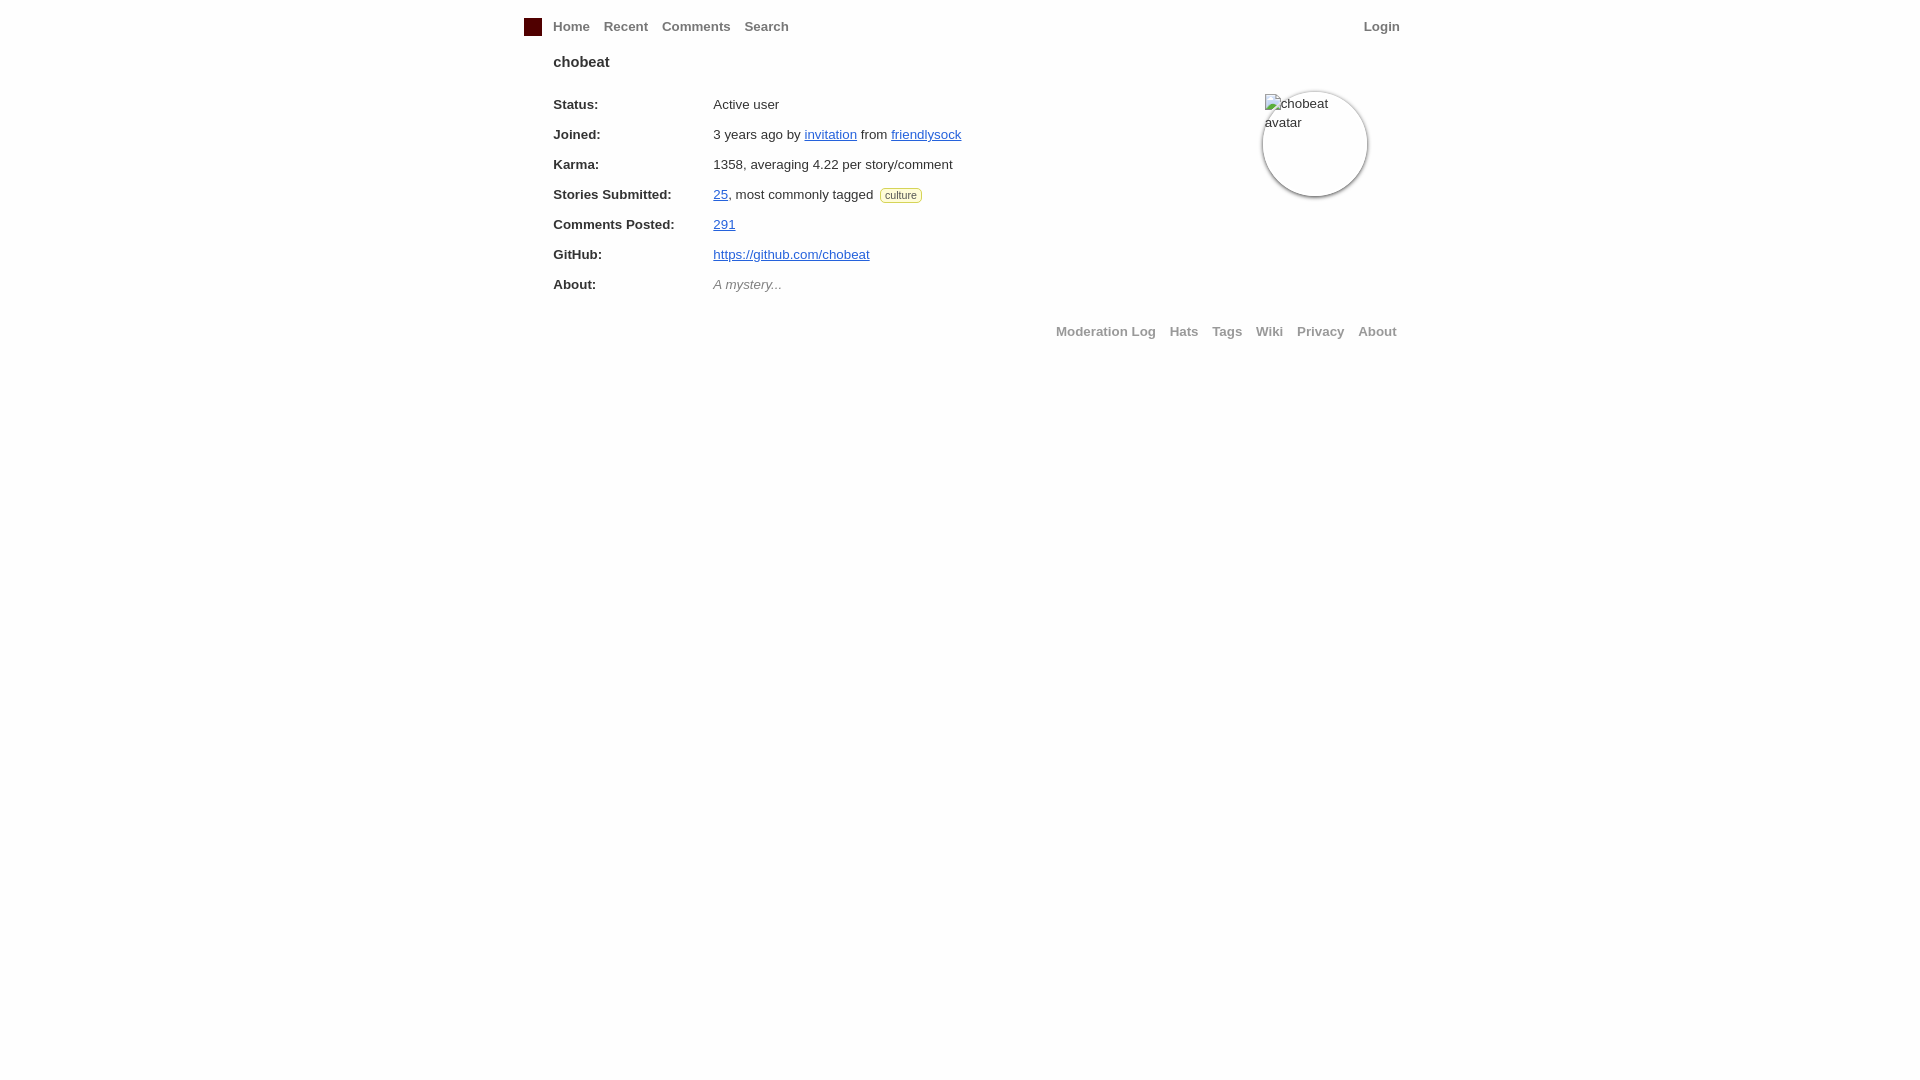 Home Recent Comments Search Login
chobeat
Status: Active user
Joined: 3 years ago by invitation from friendlysock
Karma: 1358, averaging 4.22 per story/comment
Stories Submitted: 25, most commonly tagged culture
Comments Posted: 291
GitHub: https://github.com/chobeat
About: A mystery...
chobeat
avatar
Moderation Log Hats Tags Wiki Privacy About